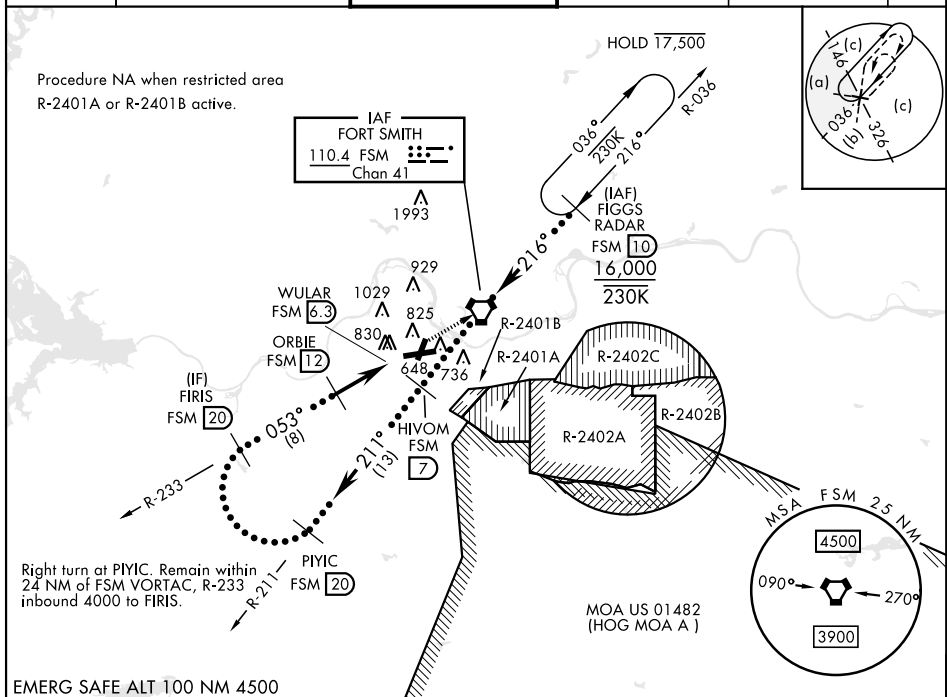 HOLD 17,500
Procedure NA when restricted area
R-2401A or R-2401B active.
IAF
FORT SMITH
110.4 FSM
Chan 41
R-036
036°
230K
216°
146
(c)
(a)
(c)
036
(b)
326
(IAF)
FIGGS
RADAR
FSM 10
16,000
230K
1993
216°
929
1029
825
830
648
736
WULAR
FSM 6.3
ORBIE
FSM 12
(IF)
FIRIS
FSM 20
053°
(8)
R-233
211°
(13)
HIVOM
FSM
7
R-2401B
R-2401A
R-2402C
R-2402B
R-2402A
PIYIC
FSM 20
R-211
Right turn at PIYIC. Remain within
24 NM of FSM VORTAC, R-233
inbound 4000 to FIRIS.
MOA US 01482
(HOG MOA A )
MSA FSM 25 NM
4500
090°
270°
3900
EMERG SAFE ALT 100 NM 4500